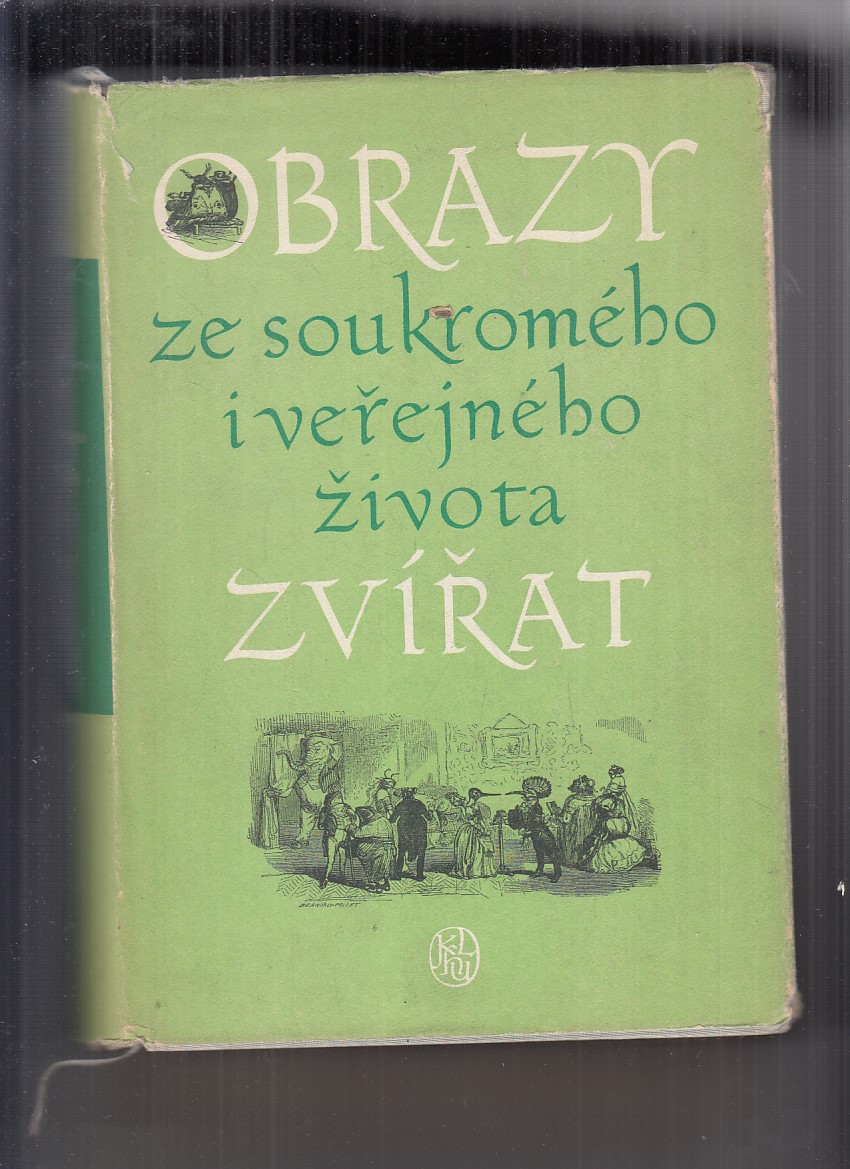 OBRAZY
ze soukromého
i veřejného
života
ZVÍŘAT